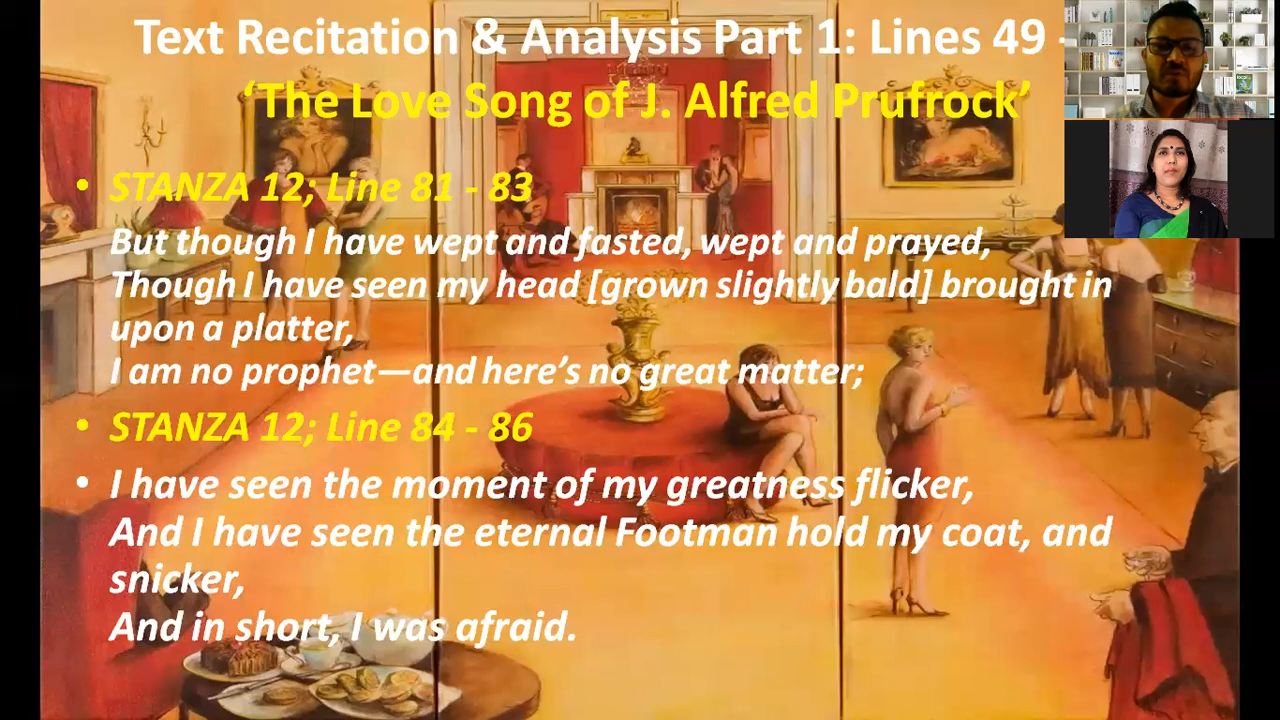 Text Recitation & Analysis Part 1: Lines 49 -
‘The Love Song of J. Alfred Prufrock’
• STANZA 12; Line 81 - 83
But though I have wept and fasted, wept and prayed,
Though I have seen my head [grown slightly bald] brought in
upon a platter,
I am no prophet—and here’s no great matter;
• STANZA 12; Line 84 - 86
• I have seen the moment of my greatness flicker,
And I have seen the eternal Footman hold my coat, and
snicker,
And in short, I was afraid.